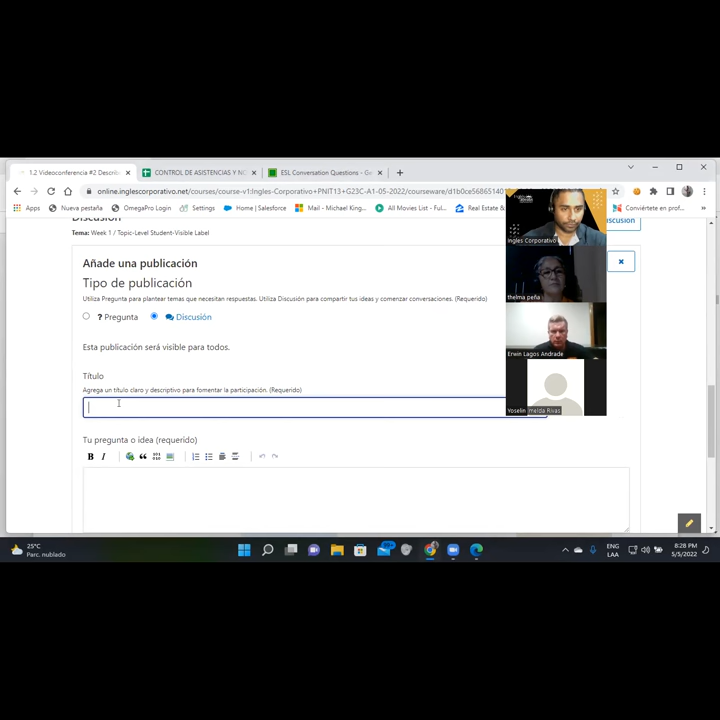 1.2 Videoconferencia #2 Describ
CONTROL DE ASISTENCIAS Y NO
ESL Conversation Questions - Ge
online.inglescorporativo.net/courses/course-v1:Ingles-Corporativo+PNIT13+G23C-A1-05-2022/courseware/d1b0ce56865140
Apps
Nueva pestaña
OmegaPro Login
Settings
Home | Salesforce
Mail - Michael King...
All Movies List - Ful...
Real Estate &
Conviértete en prof...
»
Discusión
Tema: Week 1 / Topic-Level Student-Visible Label
Añade una publicación
Tipo de publicación
Utiliza Pregunta para plantear temas que necesitan respuestas. Utiliza Discusión para compartir tus ideas y comenzar conversaciones. (Requerido)
? Pregunta
Discusión
Esta publicación será visible para todos.
Título
Agrega un título claro y descriptivo para fomentar la participación. (Requerido)
Tu pregunta o idea (requerido)
B I
Ingles Corporativo
thelma peña
Erwin Lagos Andrade
Yoselin Imelda Rivas
25°C
Parc. nublado
ENG
LAA
8:28 PM
5/5/2022